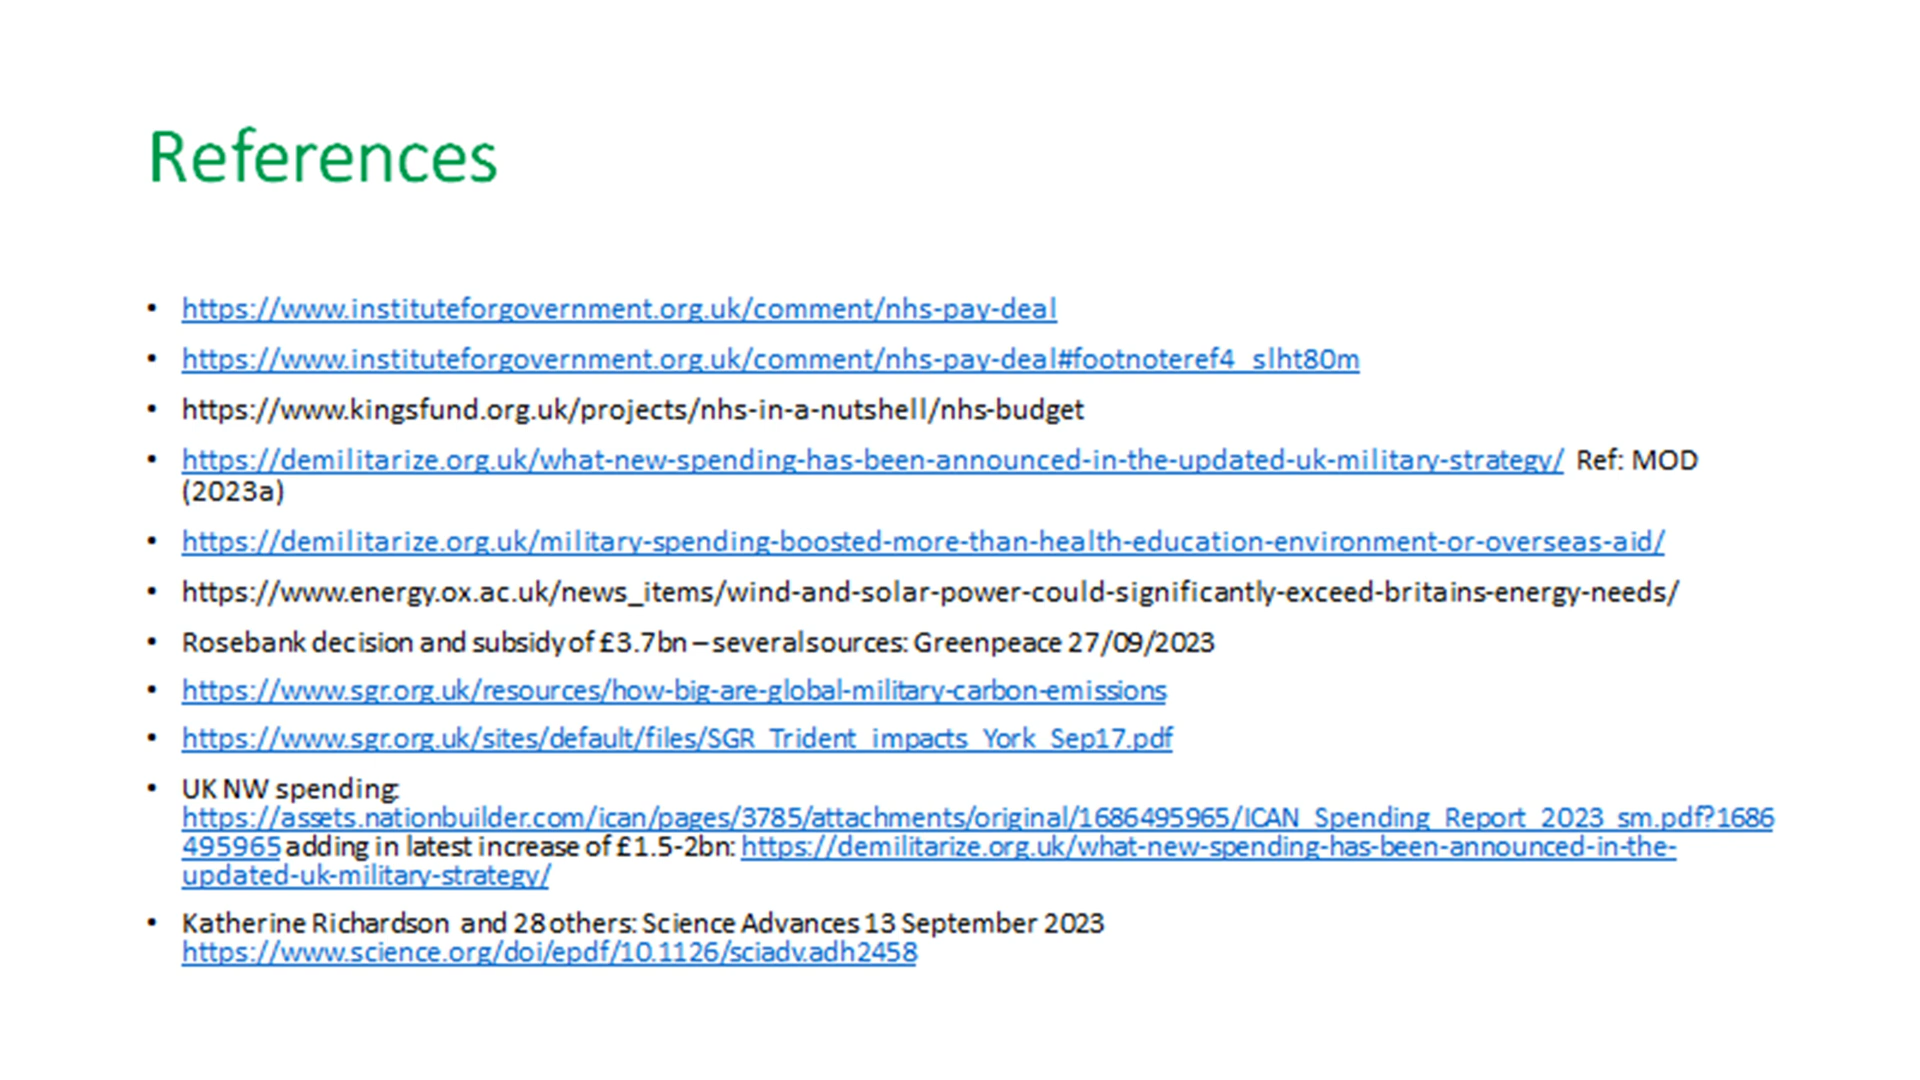 References
• https://www.instituteforgovernment.org.uk/comment/nhs-pay-deal
• https://www.instituteforgovernment.org.uk/comment/nhs-pay-deal#footnoteref4_slht80m
• https://www.kingsfund.org.uk/projects/nhs-in-a-nutshell/nhs-budget
• https://demilitarize.org.uk/what-new-spending-has-been-announced-in-the-updated-uk-military-strategy/ Ref: MOD
(2023a)
• https://demilitarize.org.uk/military-spending-boosted-more-than-health-education-environment-or-overseas-aid/
• https://www.energy.ox.ac.uk/news_items/wind-and-solar-power-could-significantly-exceed-britains-energy-needs/
• Rosebank decision and subsidy of £3.7bn – several sources: Greenpeace 27/09/2023
• https://www.sgr.org.uk/resources/how-big-are-global-military-carbon-emissions
• https://www.sgr.org.uk/sites/default/files/SGR_Trident_impacts_York_Sep17.pdf
• UK NW spending:
https://assets.nationbuilder.com/ican/pages/3785/attachments/original/1686495965/ICAN_Spending_Report_2023_sm.pdf?1686
495965 adding in latest increase of £1.5-2bn: https://demilitarize.org.uk/what-new-spending-has-been-announced-in-the-
updated-uk-military-strategy/
• Katherine Richardson and 28 others: Science Advances 13 September 2023
https://www.science.org/doi/epdf/10.1126/sciadv.adh2458